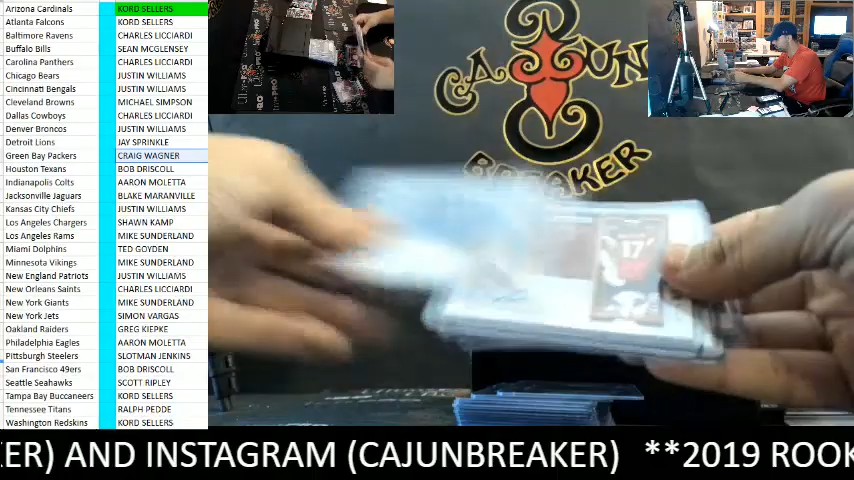 Arizona Cardinals KORD SELLERS
Atlanta Falcons KORD SELLERS
Baltimore Ravens CHARLES LICCIARDI
Buffalo Bills SEAN MCGLENSEY
Carolina Panthers CHARLES LICCIARDI
Chicago Bears JUSTIN WILLIAMS
Cincinnati Bengals JUSTIN WILLIAMS
Cleveland Browns MICHAEL SIMPSON
Dallas Cowboys CHARLES LICCIARDI
Denver Broncos JUSTIN WILLIAMS
Detroit Lions JAY SPRINKLE
Green Bay Packers CRAIG WAGNER
Houston Texans BOB DRISCOLL
Indianapolis Colts AARON MOLETTA
Jacksonville Jaguars BLAKE MARANVILLE
Kansas City Chiefs JUSTIN WILLIAMS
Los Angeles Chargers SHAWN KAMP
Los Angeles Rams MIKE SUNDERLAND
Miami Dolphins TED GOYDEN
Minnesota Vikings MIKE SUNDERLAND
New England Patriots JUSTIN WILLIAMS
New Orleans Saints CHARLES LICCIARDI
New York Giants MIKE SUNDERLAND
New York Jets SIMON VARGAS
Oakland Raiders GREG KIEPKE
Philadelphia Eagles AARON MOLETTA
Pittsburgh Steelers SLOTMAN JENKINS
San Francisco 49ers BOB DRISCOLL
Seattle Seahawks SCOTT RIPLEY
Tampa Bay Buccaneers KORD SELLERS
Tennessee Titans RALPH PEDDE
Washington Redskins KORD SELLERS
CAJUN
BREAKER
17
ER) AND INSTAGRAM (CAJUNBREAKER) **2019 ROOK